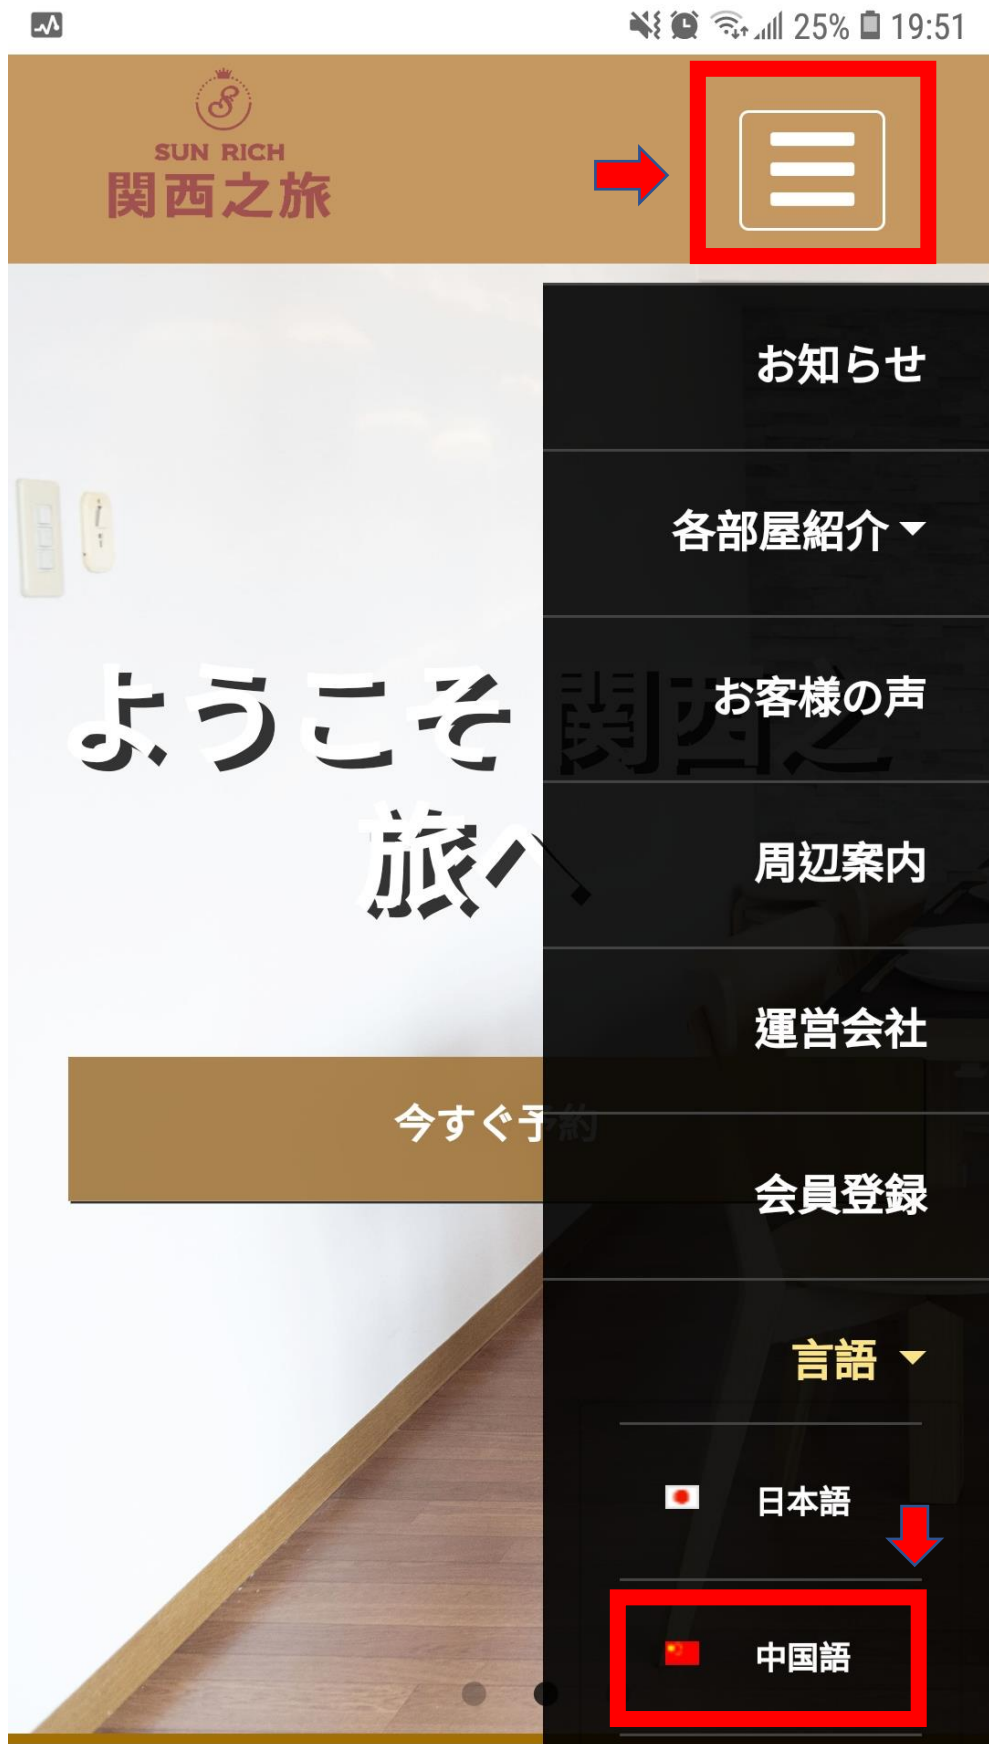 25% 19:51
S
SUN RICH
関西之旅
お知らせ
各部屋紹介
お客様の声
ようこそ 関西之
旅へ
周辺案内
運営会社
今すぐ予約
会員登録
言語
日本語
中国語